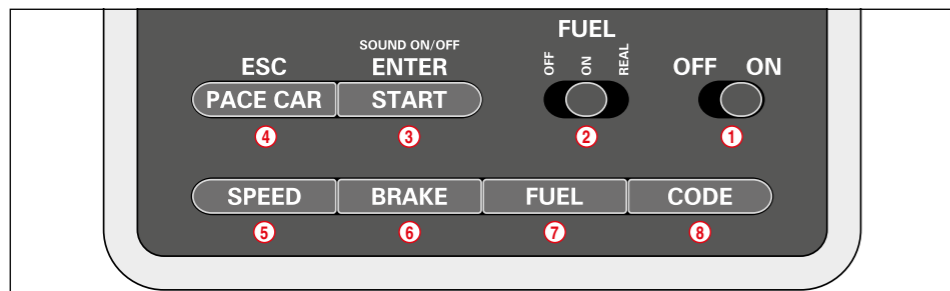 FUEL
SOUND ON/OFF
ESC ENTER OFF ON REAL OFF ON
PACE CAR START
4 3 2 1
SPEED BRAKE FUEL CODE
5 6 7 8